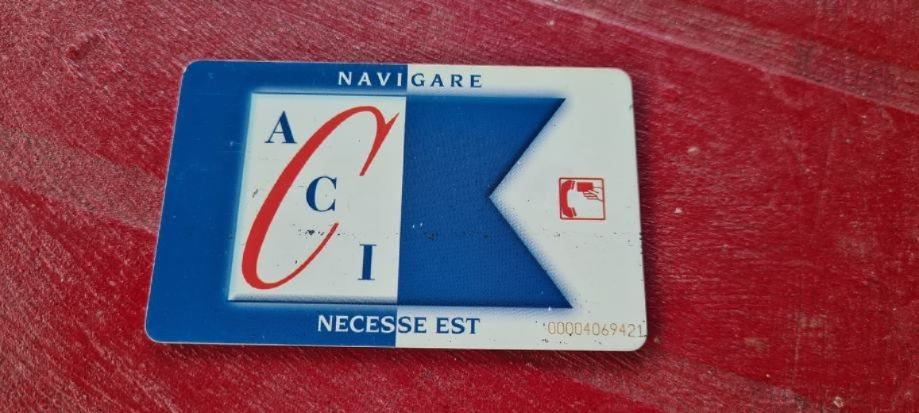 NAVIGARE
A
C
I
NECESSE EST
00004069421